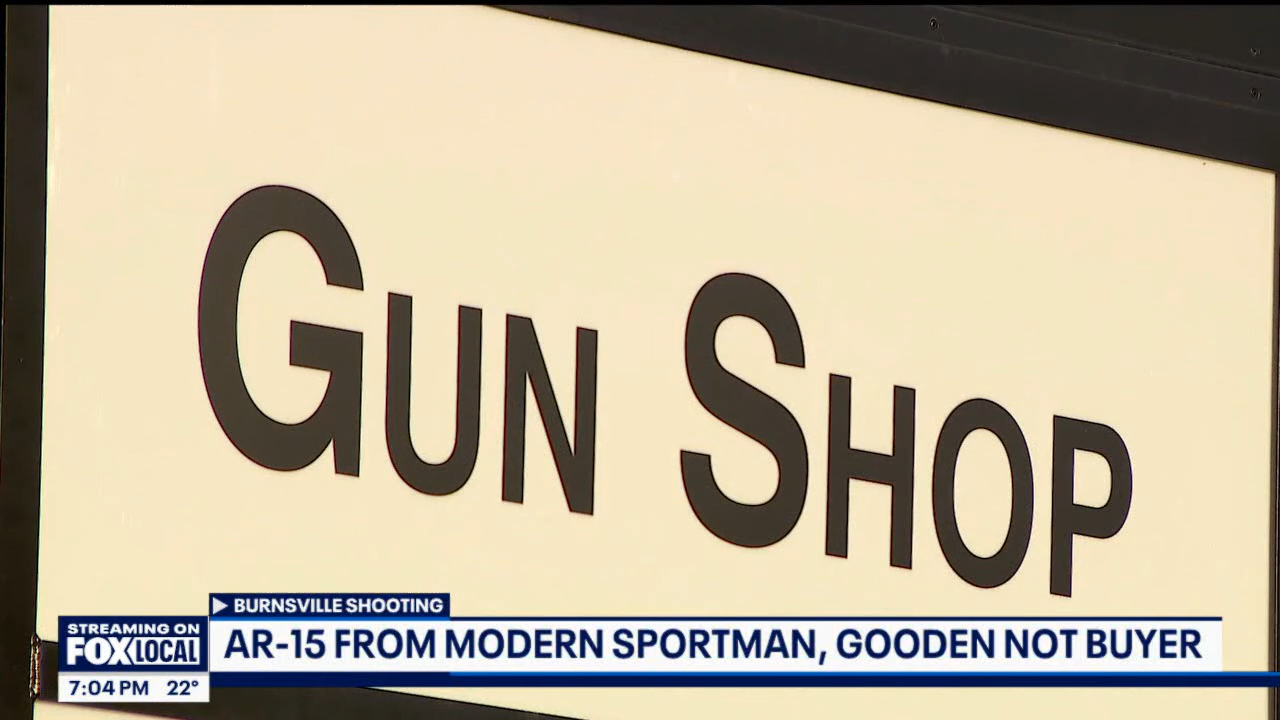 GUN SHOP
▶ BURNSVILLE SHOOTING
STREAMING ON
FOX LOCAL
AR-15 FROM MODERN SPORTMAN, GOODEN NOT BUYER
7:04 PM 22°